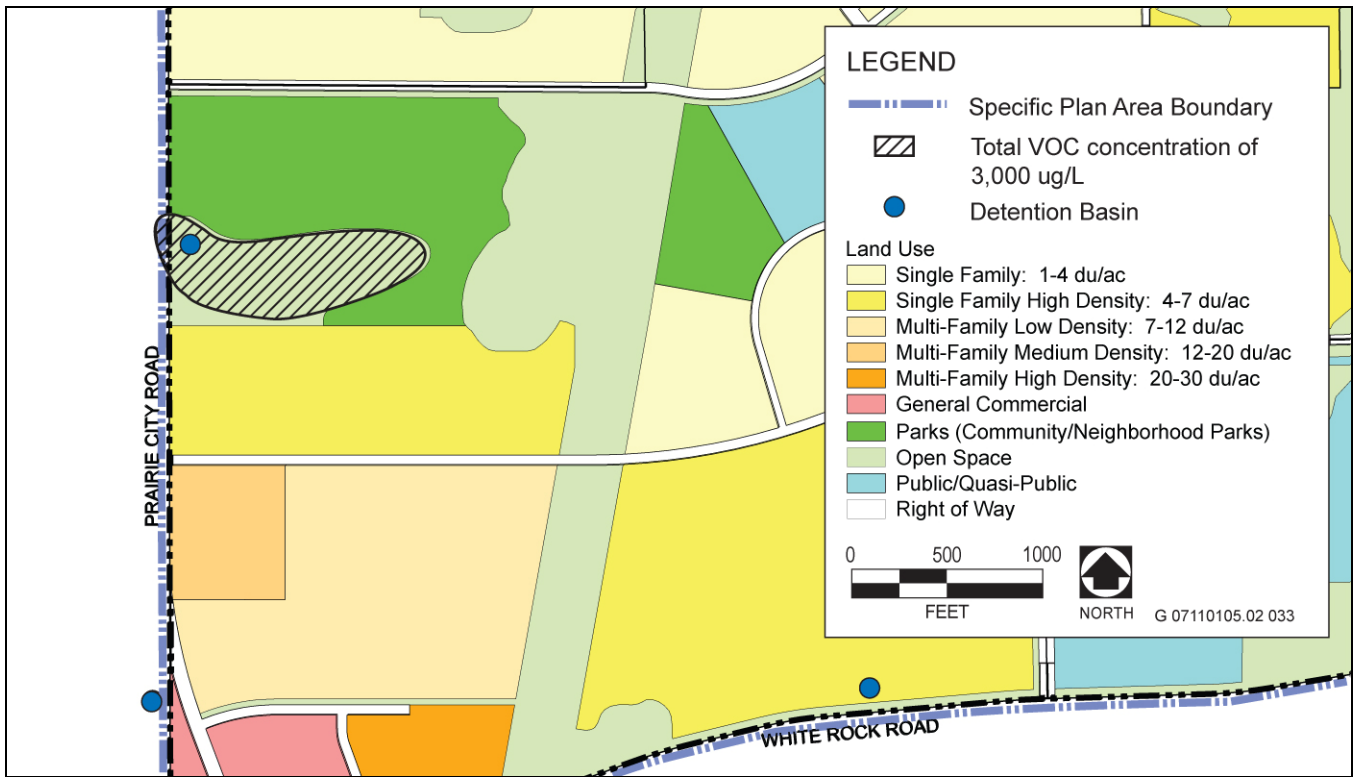 LEGEND
Specific Plan Area Boundary
Total VOC concentration of
3,000 ug/L
Detention Basin
Land Use
Single Family: 1-4 du/ac
Single Family High Density: 4-7 du/ac
Multi-Family Low Density: 7-12 du/ac
Multi-Family Medium Density: 12-20 du/ac
Multi-Family High Density: 20-30 du/ac
General Commercial
Parks (Community/Neighborhood Parks)
Open Space
Public/Quasi-Public
Right of Way
0 500 1000
FEET
NORTH
G 07110105.02 033
PRAIRIE CITY ROAD
WHITE ROCK ROAD